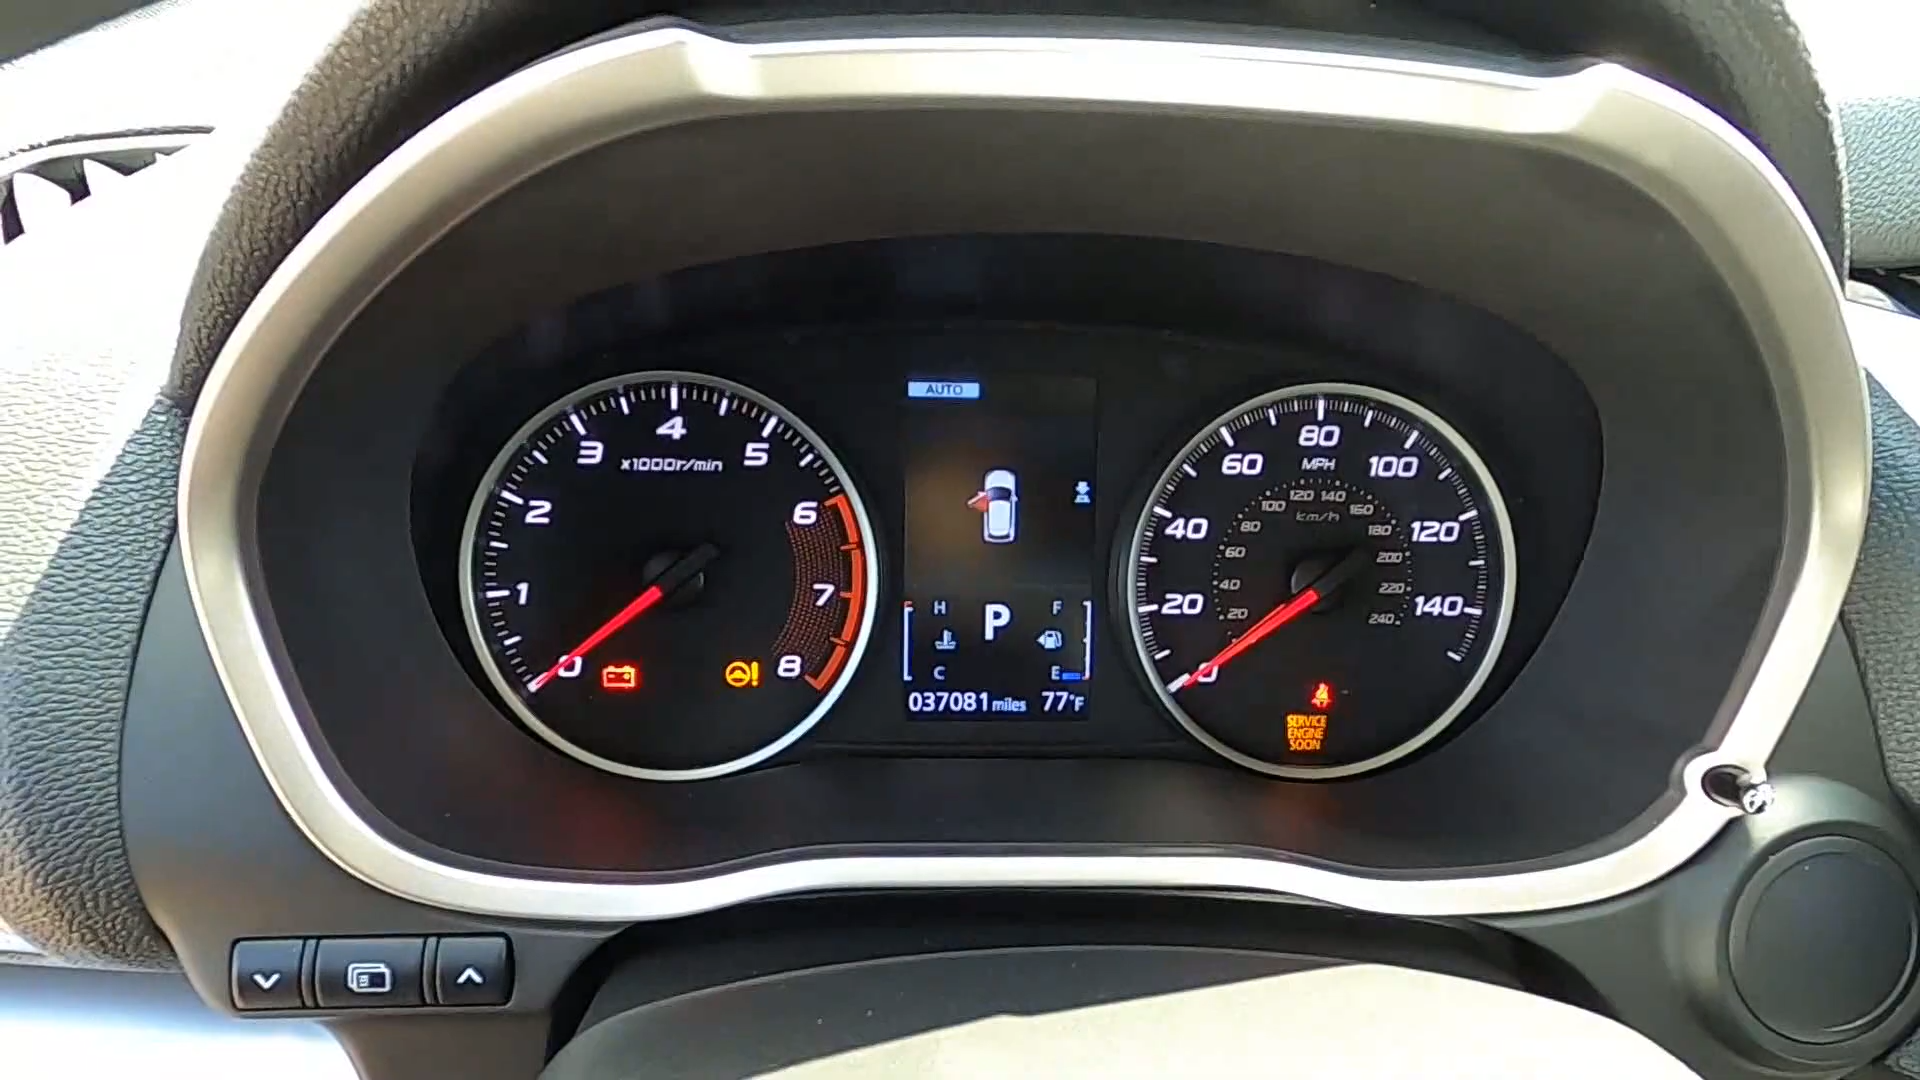 AUTO
0 1 2 3 4 5 6 7 8
x1000r/min
H
C
P
F
E
037081 miles 77°F
0 20 40 60 80 100 120 140
MPH
20 40 60 80 100 120 140 160 180 200 220 240
km/h
SERVICE
ENGINE
SOON